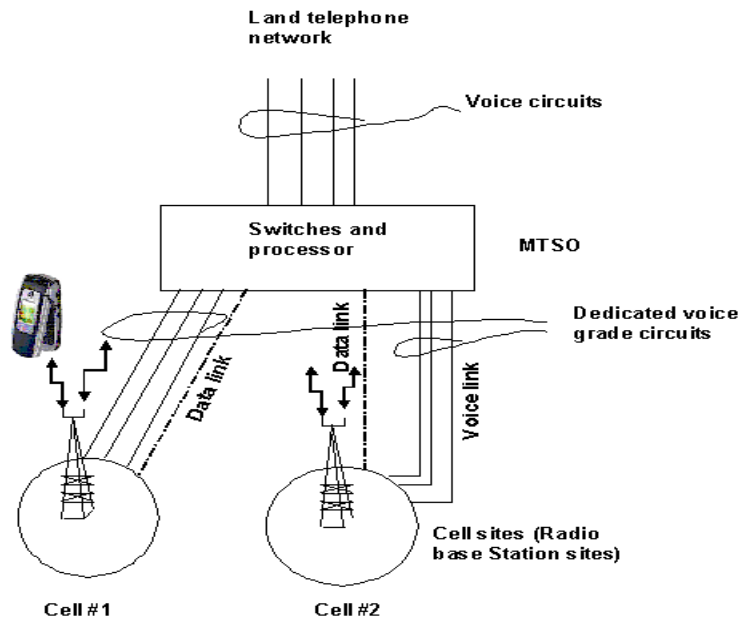 Land telephone
network
Voice circuits
Switches and
processor
MTSO
Dedicated voice
grade circuits
Data link
Data link
Voice link
Cell sites (Radio
base Station sites)
Cell #1
Cell #2